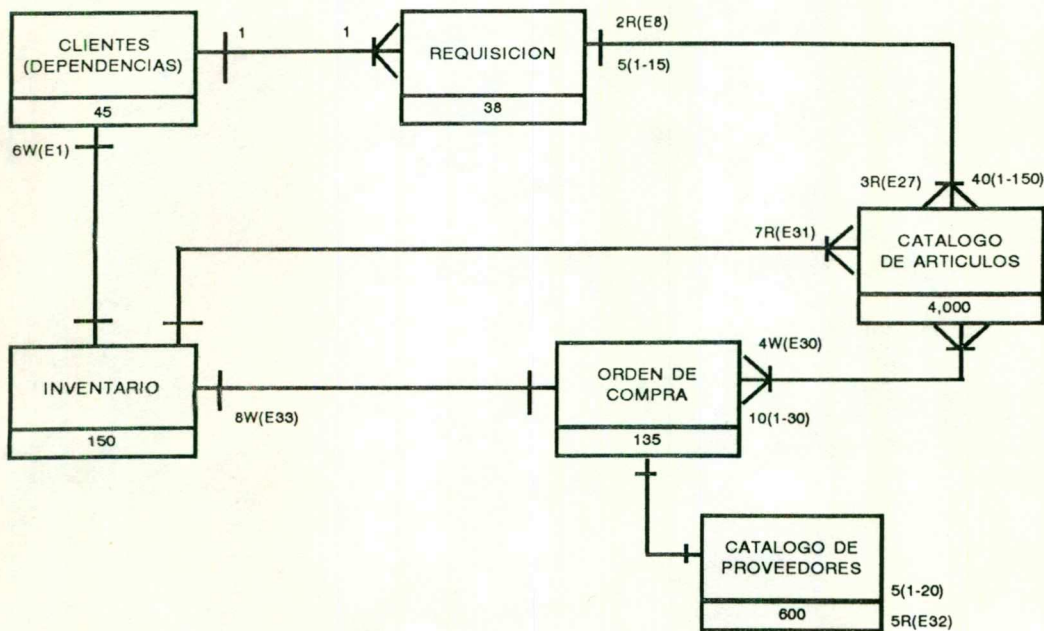 CLIENTES
(DEPENDENCIAS)
45
1
1
REQUISICION
38
2R(E8)
5(1-15)
6W(E1)
3R(E27)
40(1-150)
7R(E31)
CATALOGO
DE ARTICULOS
4,000
INVENTARIO
150
8W(E33)
ORDEN DE
COMPRA
135
4W(E30)
10(1-30)
CATALOGO DE
PROVEEDORES
600
5(1-20)
5R(E32)